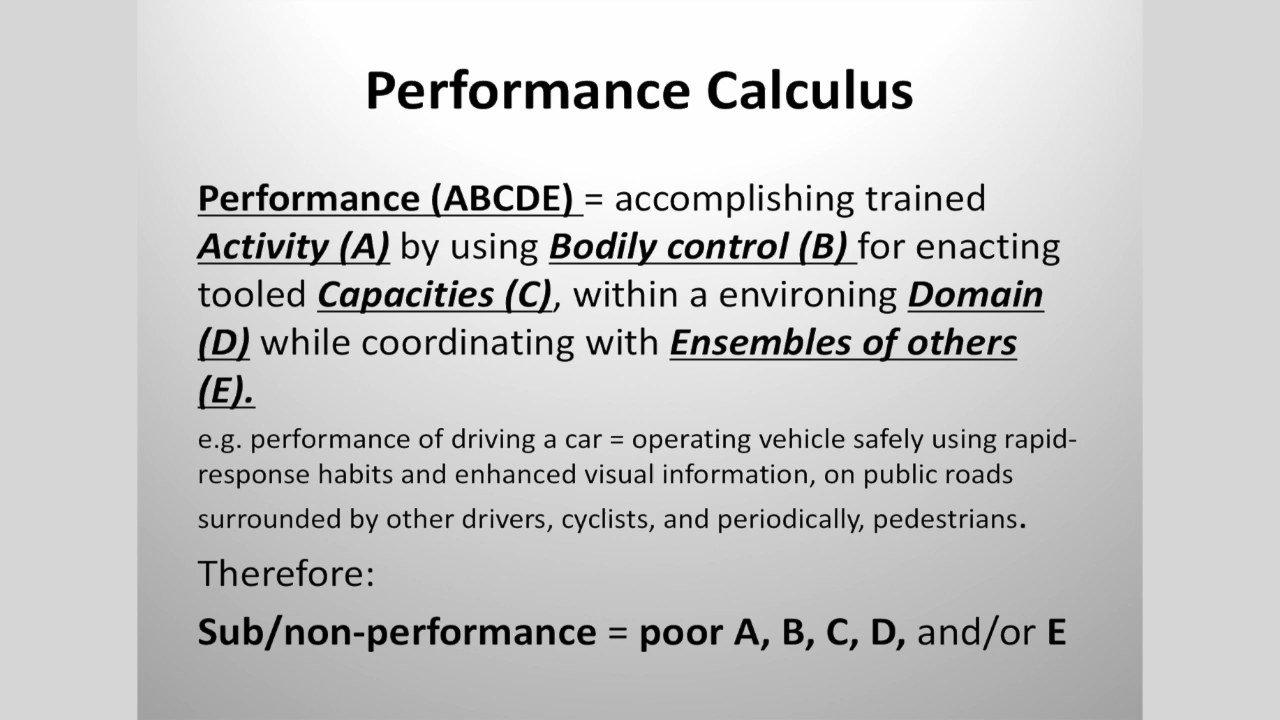 Performance Calculus
Performance (ABCDE) = accomplishing trained
Activity (A) by using Bodily control (B) for enacting
tooled Capacities (C), within a environing Domain
(D) while coordinating with Ensembles of others
(E).
e.g. performance of driving a car = operating vehicle safely using rapid-
response habits and enhanced visual information, on public roads
surrounded by other drivers, cyclists, and periodically, pedestrians.
Therefore:
Sub/non-performance = poor A, B, C, D, and/or E